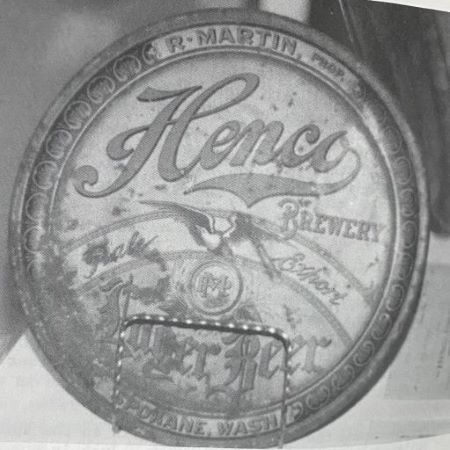 R·MARTIN, PROP.
Henco
BREWERY
Pale Export
Lager Beer
SPOKANE, WASH.